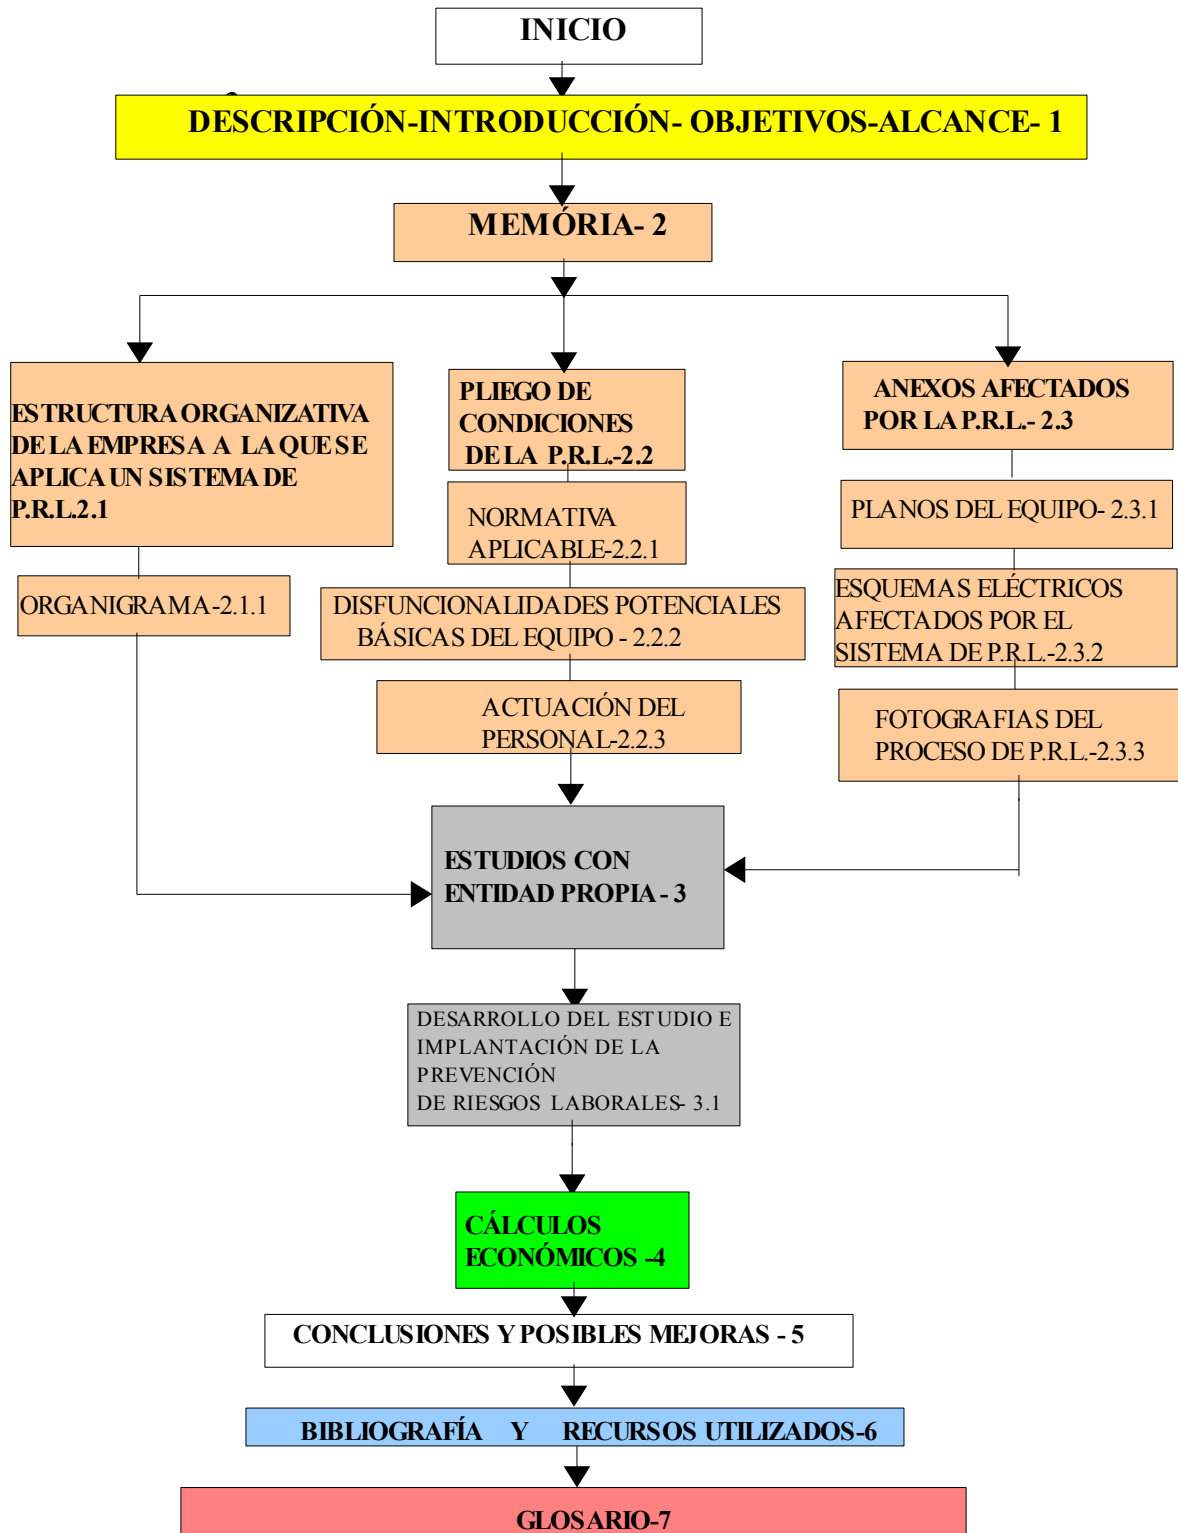 INICIO
DESCRIPCIÓN-INTRODUCCIÓN- OBJETIVOS-ALCANCE- 1
MEMÓRIA- 2
ESTRUCTURA ORGANIZATIVA
DE LA EMPRESA A LA QUE SE
APLICA UN SISTEMA DE
P.R.L.2.1
ORGANIGRAMA-2.1.1
PLIEGO DE
CONDICIONES
DE LA P.R.L.-2.2
NORMATIVA
APLICABLE-2.2.1
DISFUNCIONALIDADES POTENCIALES
BÁSICAS DEL EQUIPO - 2.2.2
ACTUACIÓN DEL
PERSONAL-2.2.3
ANEXOS AFECTADOS
POR LA P.R.L.- 2.3
PLANOS DEL EQUIPO- 2.3.1
ESQUEMAS ELÉCTRICOS
AFECTADOS POR EL
SISTEMA DE P.R.L.-2.3.2
FOTOGRAFIAS DEL
PROCESO DE P.R.L.-2.3.3
ESTUDIOS CON
ENTIDAD PROPIA - 3
DESARROLLO DEL ESTUDIO E
IMPLANTACIÓN DE LA
PREVENCIÓN
DE RIESGOS LABORALES- 3.1
CÁLCULOS
ECONÓMICOS -4
CONCLUSIONES Y POSIBLES MEJORAS - 5
BIBLIOGRAFÍA Y RECURSOS UTILIZADOS-6
GLOSARIO-7